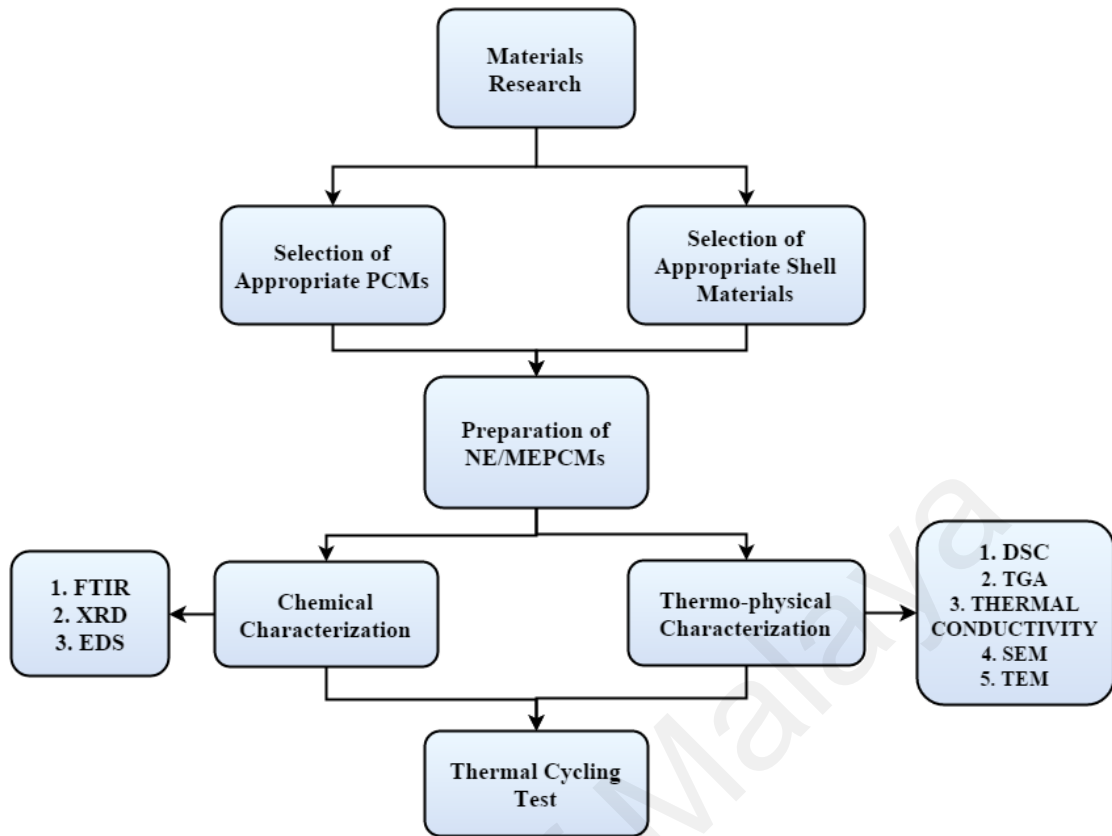 Materials
Research
Selection of
Appropriate PCMs
Selection of
Appropriate Shell
Materials
Preparation of
NE/MEPCMs
1. FTIR
2. XRD
3. EDS
Chemical
Characterization
Thermo-physical
Characterization
1. DSC
2. TGA
3. THERMAL
CONDUCTIVITY
4. SEM
5. TEM
Thermal Cycling
Test
Malaya